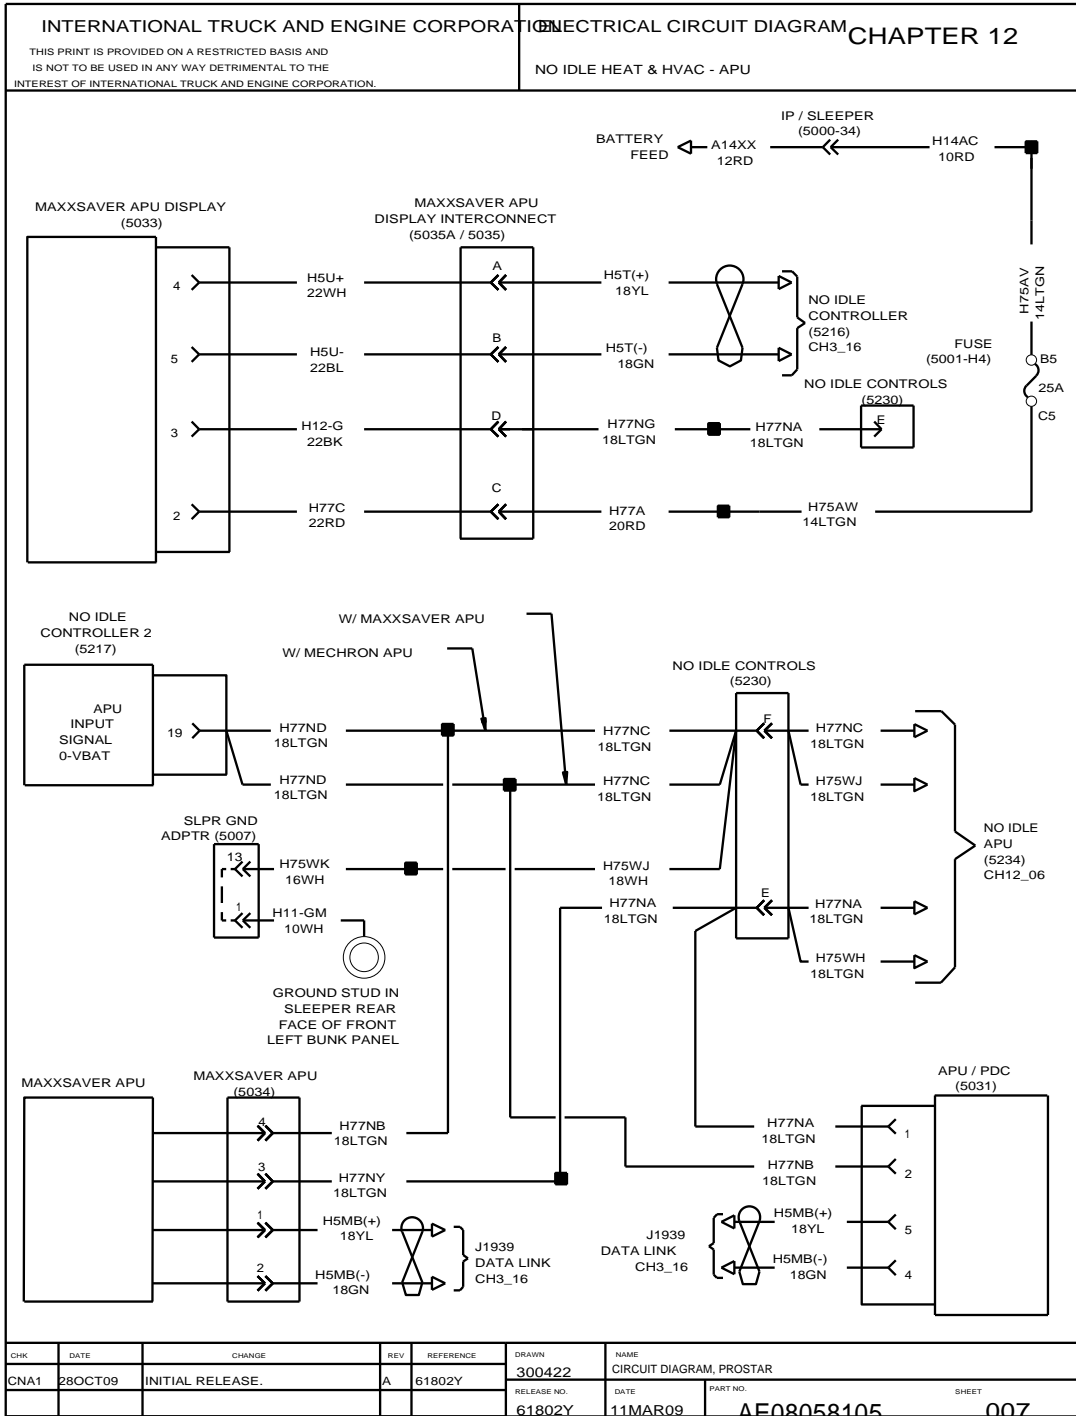 INTERNATIONAL TRUCK AND ENGINE CORPORATION
ELECTRICAL CIRCUIT DIAGRAM
CHAPTER 12
THIS PRINT IS PROVIDED ON A RESTRICTED BASIS AND
IS NOT TO BE USED IN ANY WAY DETRIMENTAL TO THE
INTEREST OF INTERNATIONAL TRUCK AND ENGINE CORPORATION.
NO IDLE HEAT & HVAC - APU
IP / SLEEPER
(5000-34)
BATTERY
FEED
A14XX
12RD
H14AC
10RD
H75AV
14LTGN
FUSE
(5001-H4)
B5
25A
C5
MAXXSAVER APU DISPLAY
(5033)
MAXXSAVER APU
DISPLAY INTERCONNECT
(5035A / 5035)
4
H5U+
22WH
A
H5T(+)
18YL
5
H5U-
22BL
B
H5T(-)
18GN
NO IDLE
CONTROLLER
(5216)
CH3_16
NO IDLE CONTROLS
(5230)
3
H12-G
22BK
D
H77NG
18LTGN
H77NA
18LTGN
E
2
H77C
22RD
C
H77A
20RD
H75AW
14LTGN
NO IDLE
CONTROLLER 2
(5217)
W/ MAXXSAVER APU
W/ MECHRON APU
NO IDLE CONTROLS
(5230)
APU
INPUT
SIGNAL
0-VBAT
19
H77ND
18LTGN
H77NC
18LTGN
F
H77NC
18LTGN
H77ND
18LTGN
H77NC
18LTGN
H75WJ
18LTGN
SLPR GND
ADPTR (5007)
13
H75WK
16WH
H75WJ
18WH
1
H11-GM
10WH
H77NA
18LTGN
E
H77NA
18LTGN
H75WH
18LTGN
NO IDLE
APU
(5234)
CH12_06
GROUND STUD IN
SLEEPER REAR
FACE OF FRONT
LEFT BUNK PANEL
MAXXSAVER APU
MAXXSAVER APU
(5034)
4
H77NB
18LTGN
3
H77NY
18LTGN
1
H5MB(+)
18YL
2
H5MB(-)
18GN
J1939
DATA LINK
CH3_16
APU / PDC
(5031)
H77NA
18LTGN
1
H77NB
18LTGN
2
J1939
DATA LINK
CH3_16
H5MB(+)
18YL
5
H5MB(-)
18GN
4
CHK DATE CHANGE REV REFERENCE DRAWN NAME
CNA1 28OCT09 INITIAL RELEASE. A 61802Y 300422 CIRCUIT DIAGRAM, PROSTAR
RELEASE NO. DATE PART NO. SHEET
61802Y 11MAR09 AE08058105 007